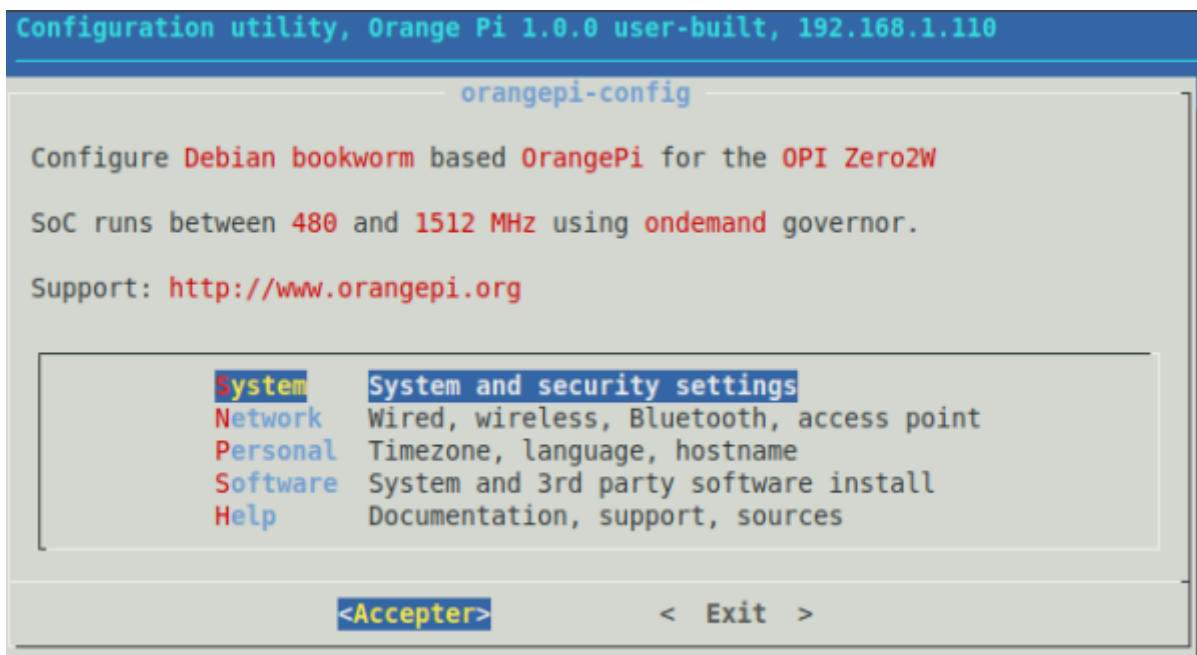 Configuration utility, Orange Pi 1.0.0 user-built, 192.168.1.110
orangepi-config
Configure Debian bookworm based OrangePi for the OPI Zero2W
SoC runs between 480 and 1512 MHz using ondemand governor.
Support: http://www.orangepi.org
System System and security settings
Network Wired, wireless, Bluetooth, access point
Personal Timezone, language, hostname
Software System and 3rd party software install
Help Documentation, support, sources
<Accepter> < Exit >